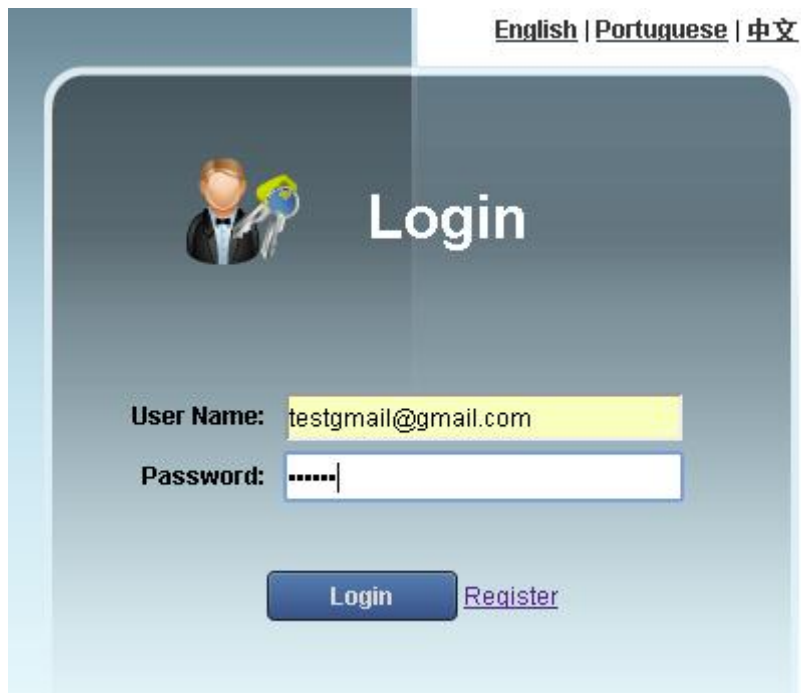 English | Portuguese | 中文
Login
User Name: testgmail@gmail.com
Password: ••••••
Login Register